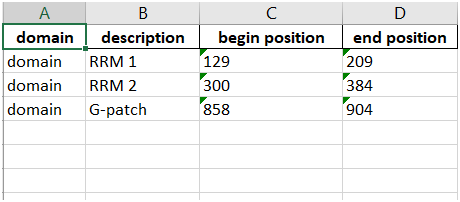 A B C D
domain description begin position end position
domain RRM 1 129 209
domain RRM 2 300 384
domain G-patch 858 904